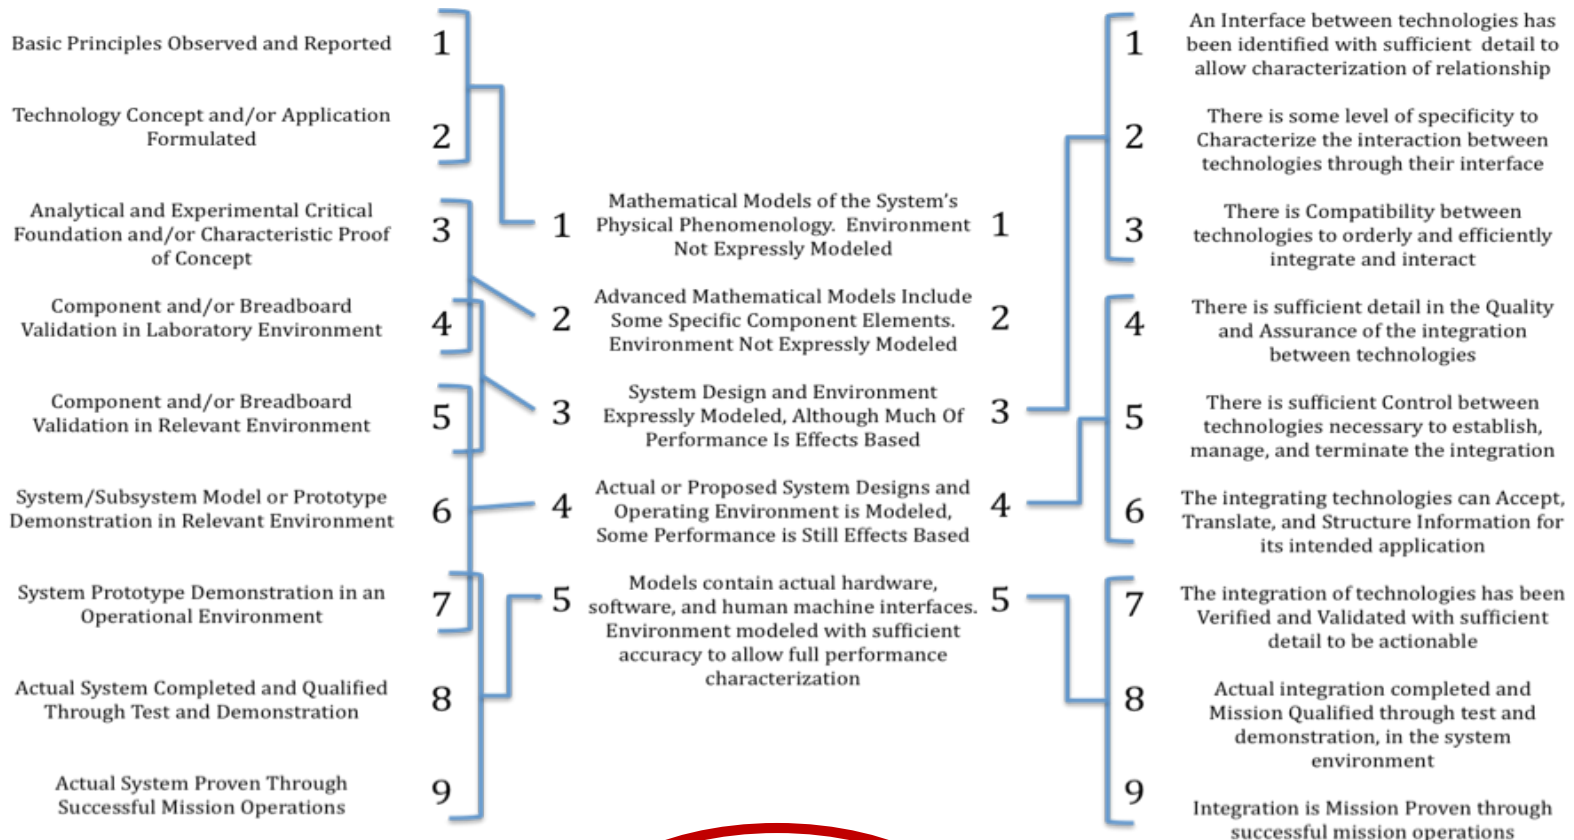 Basic Principles Observed and Reported
1
Technology Concept and/or Application
Formulated
2
Analytical and Experimental Critical
Foundation and/or Characteristic Proof
of Concept
3
Component and/or Breadboard
Validation in Laboratory Environment
4
Component and/or Breadboard
Validation in Relevant Environment
5
System/Subsystem Model or Prototype
Demonstration in Relevant Environment
6
System Prototype Demonstration in an
Operational Environment
7
Actual System Completed and Qualified
Through Test and Demonstration
8
Actual System Proven Through
Successful Mission Operations
9
1
Mathematical Models of the System's
Physical Phenomenology. Environment
Not Expressly Modeled
1
2
Advanced Mathematical Models Include
Some Specific Component Elements.
Environment Not Expressly Modeled
2
3
System Design and Environment
Expressly Modeled, Although Much Of
Performance Is Effects Based
3
4
Actual or Proposed System Designs and
Operating Environment is Modeled,
Some Performance is Still Effects Based
4
5
Models contain actual hardware,
software, and human machine interfaces.
Environment modeled with sufficient
accuracy to allow full performance
characterization
5
1
An Interface between technologies has
been identified with sufficient detail to
allow characterization of relationship
2
There is some level of specificity to
Characterize the interaction between
technologies through their interface
3
There is Compatibility between
technologies to orderly and efficiently
integrate and interact
4
There is sufficient detail in the Quality
and Assurance of the integration
between technologies
5
There is sufficient Control between
technologies necessary to establish,
manage, and terminate the integration
6
The integrating technologies can Accept,
Translate, and Structure Information for
its intended application
7
The integration of technologies has been
Verified and Validated with sufficient
detail to be actionable
8
Actual integration completed and
Mission Qualified through test and
demonstration, in the system
environment
9
Integration is Mission Proven through
successful mission operations